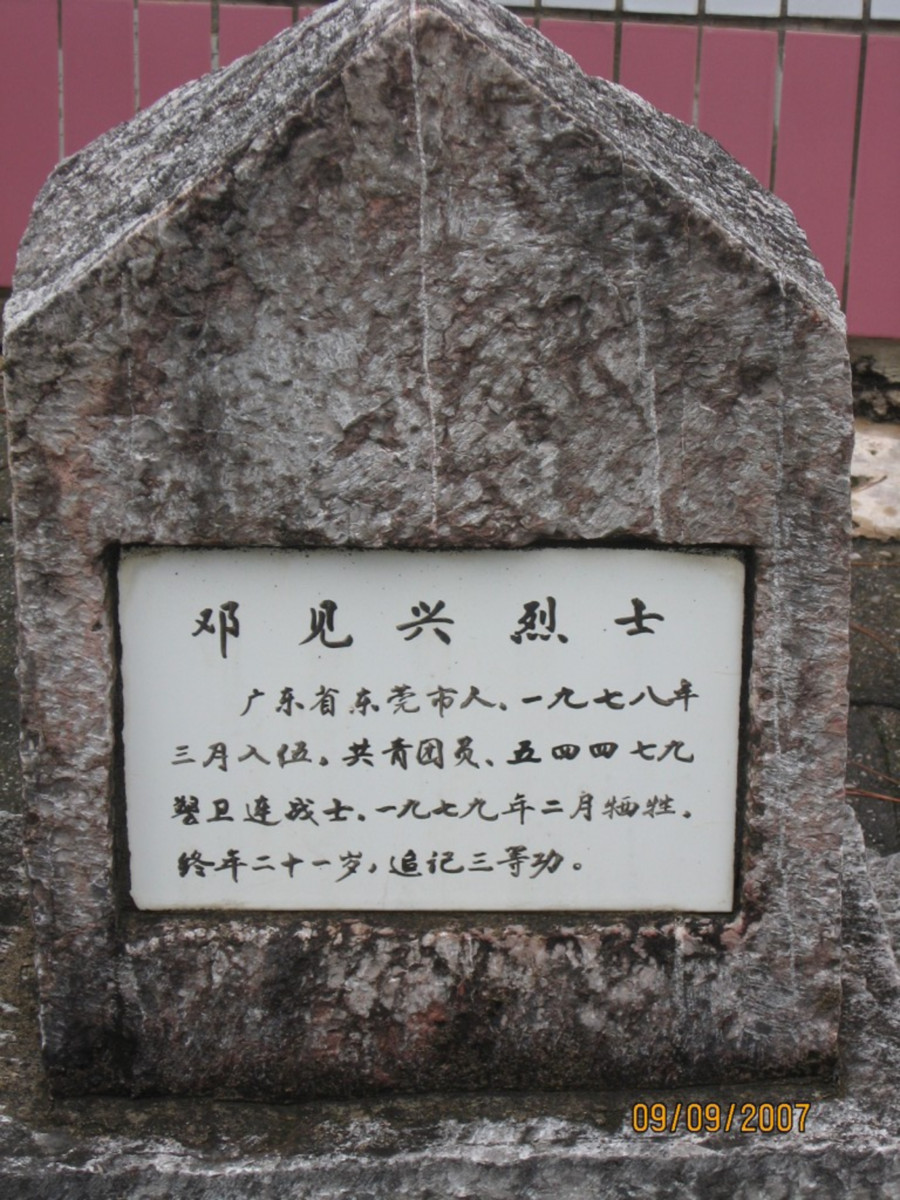 邓见兴烈士
广东省东莞市人、一九七八年
三月入伍。共青团员、五四四七九
警卫连战士、一九七九年二月牺牲，
终年二十一岁，追记三等功。
09/09/2007